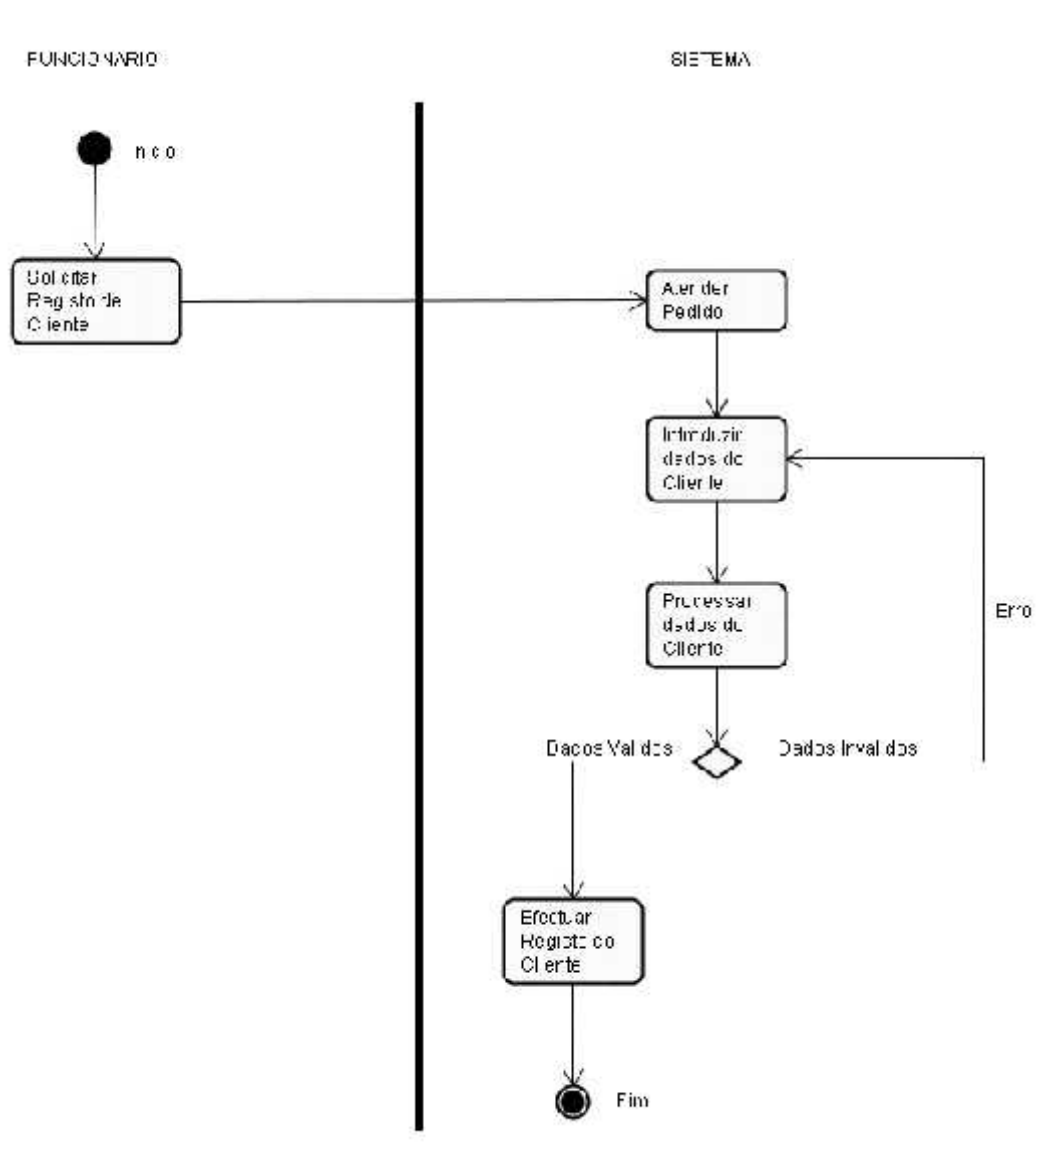 FUNCIONARIO
SISTEMA
Inicio
Solicitar
Registo de
Cliente
Atender
Pedido
Introduzir
dados do
Cliente
Processar
dados do
Cliente
Erro
Dados Validos
Dados Invalidos
Efectuar
Registo do
Cliente
Fim